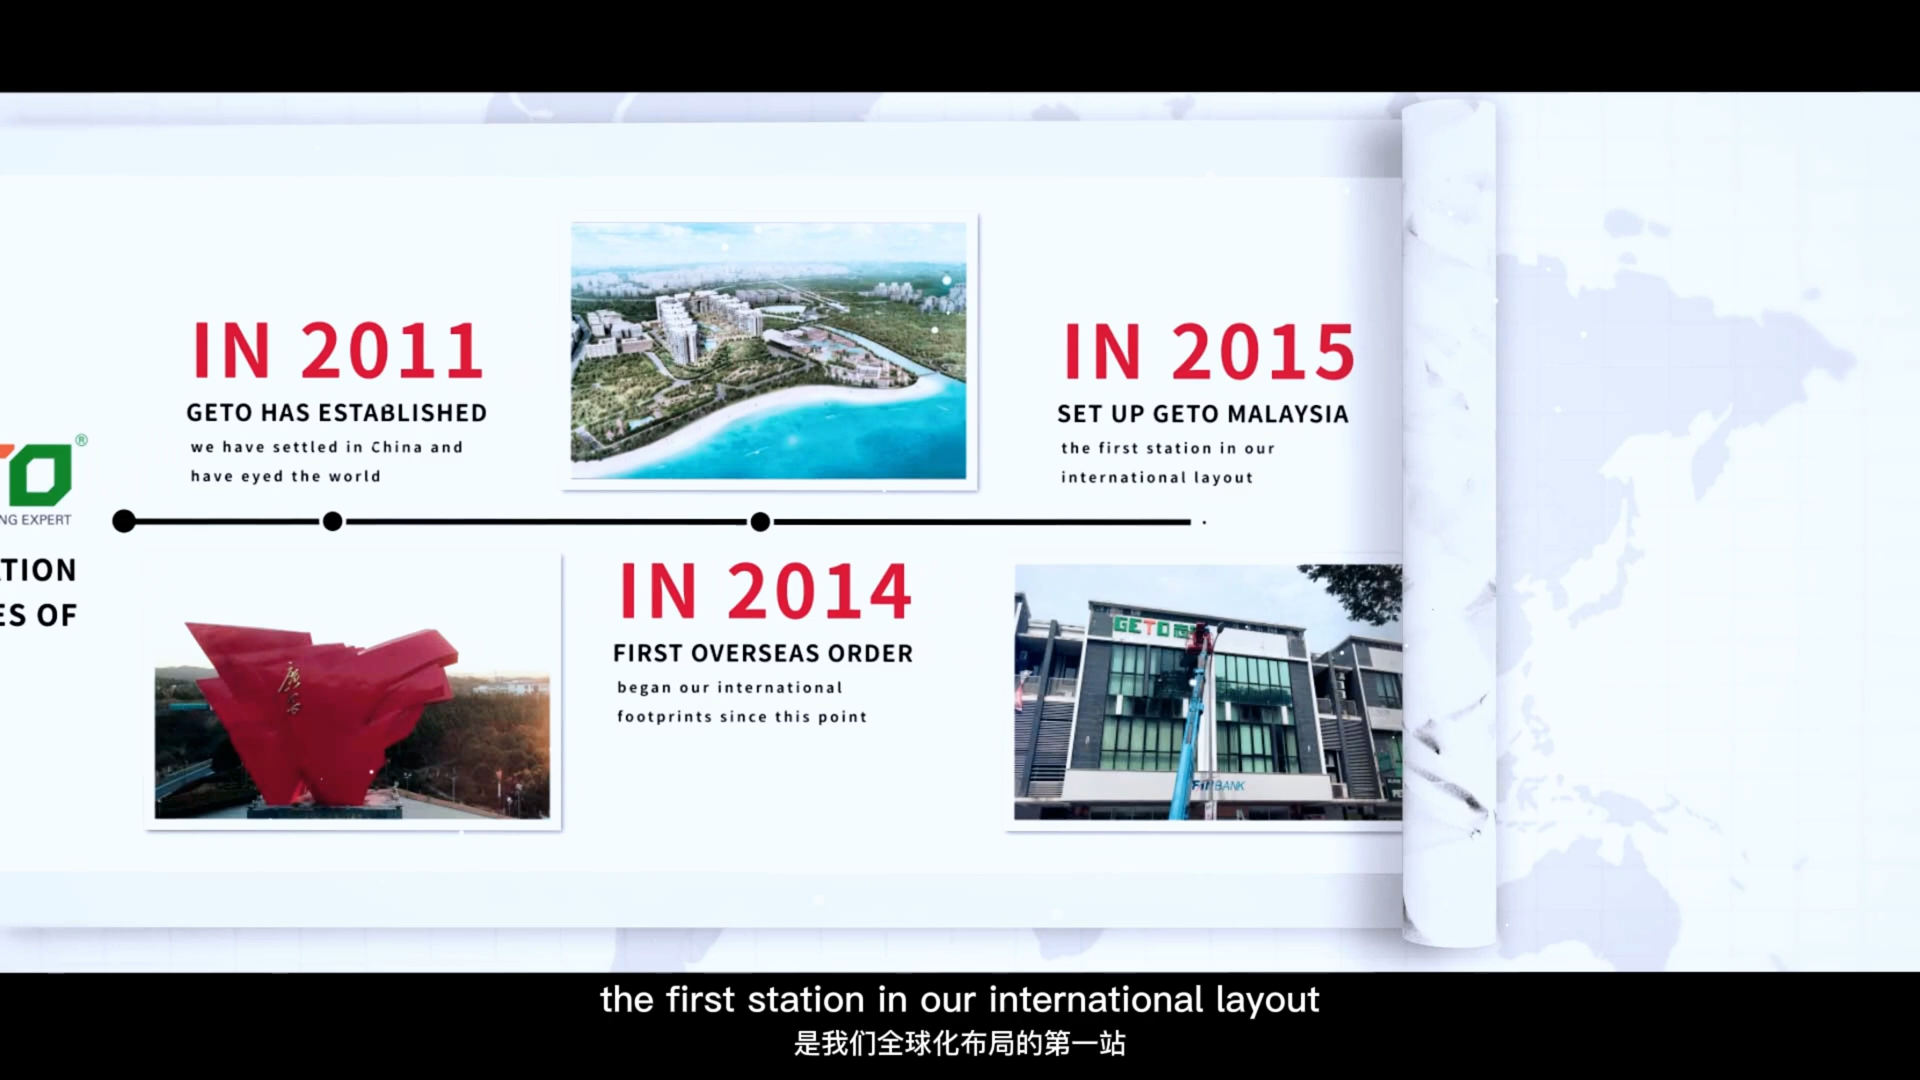 TO®
NG EXPERT
TION
ES OF
IN 2011
GETO HAS ESTABLISHED
we have settled in China and
have eyed the world
IN 2014
FIRST OVERSEAS ORDER
began our international
footprints since this point
IN 2015
SET UP GETO MALAYSIA
the first station in our
international layout
GETO
BANK
the first station in our international layout
是我们全球化布局的第一站